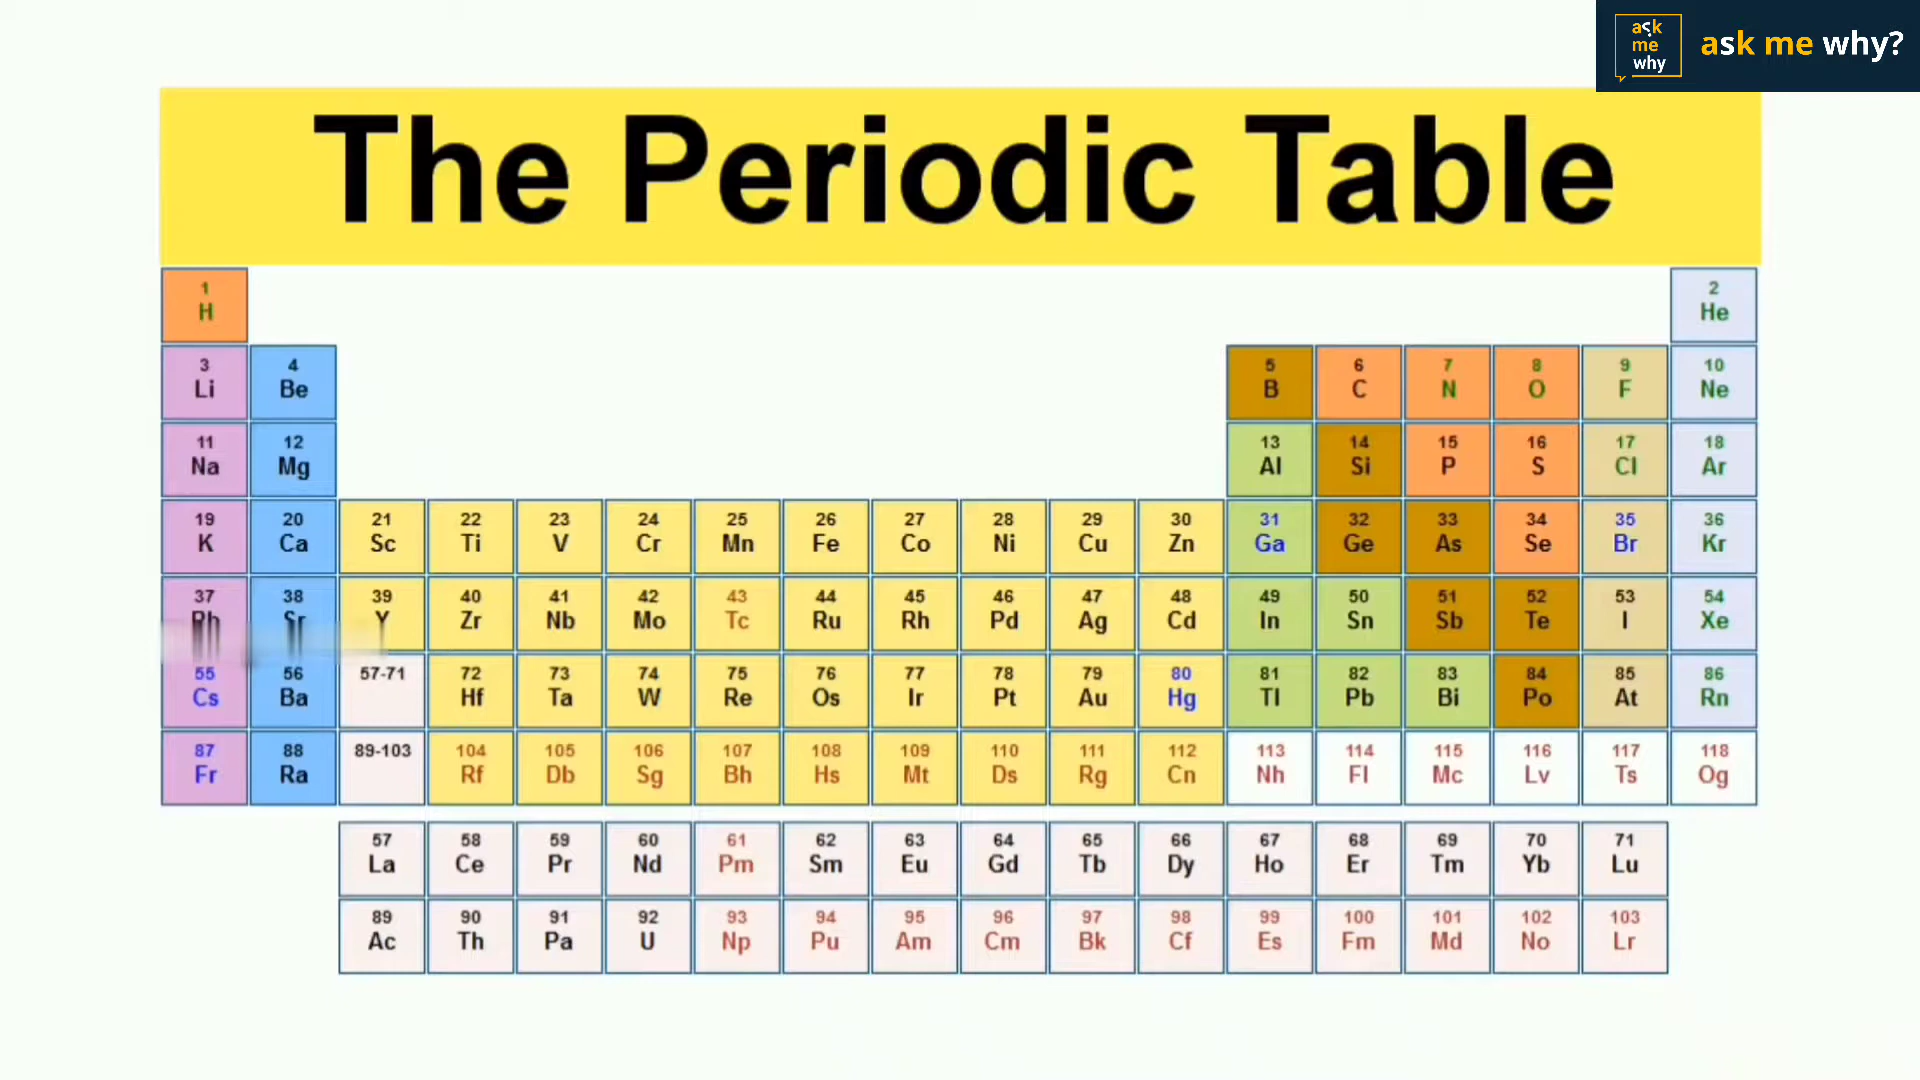 ask
me
why
ask me why?
The Periodic Table
1 2
H He
3 4 5 6 7 8 9 10
Li Be B C N O F Ne
11 12 13 14 15 16 17 18
Na Mg Al Si P S Cl Ar
19 20 21 22 23 24 25 26 27 28 29 30 31 32 33 34 35 36
K Ca Sc Ti V Cr Mn Fe Co Ni Cu Zn Ga Ge As Se Br Kr
37 38 39 40 41 42 43 44 45 46 47 48 49 50 51 52 53 54
Rb Sr Y Zr Nb Mo Tc Ru Rh Pd Ag Cd In Sn Sb Te I Xe
55 56 57-71 72 73 74 75 76 77 78 79 80 81 82 83 84 85 86
Cs Ba Hf Ta W Re Os Ir Pt Au Hg Tl Pb Bi Po At Rn
87 88 89-103 104 105 106 107 108 109 110 111 112 113 114 115 116 117 118
Fr Ra Rf Db Sg Bh Hs Mt Ds Rg Cn Nh Fl Mc Lv Ts Og
57 58 59 60 61 62 63 64 65 66 67 68 69 70 71
La Ce Pr Nd Pm Sm Eu Gd Tb Dy Ho Er Tm Yb Lu
89 90 91 92 93 94 95 96 97 98 99 100 101 102 103
Ac Th Pa U Np Pu Am Cm Bk Cf Es Fm Md No Lr